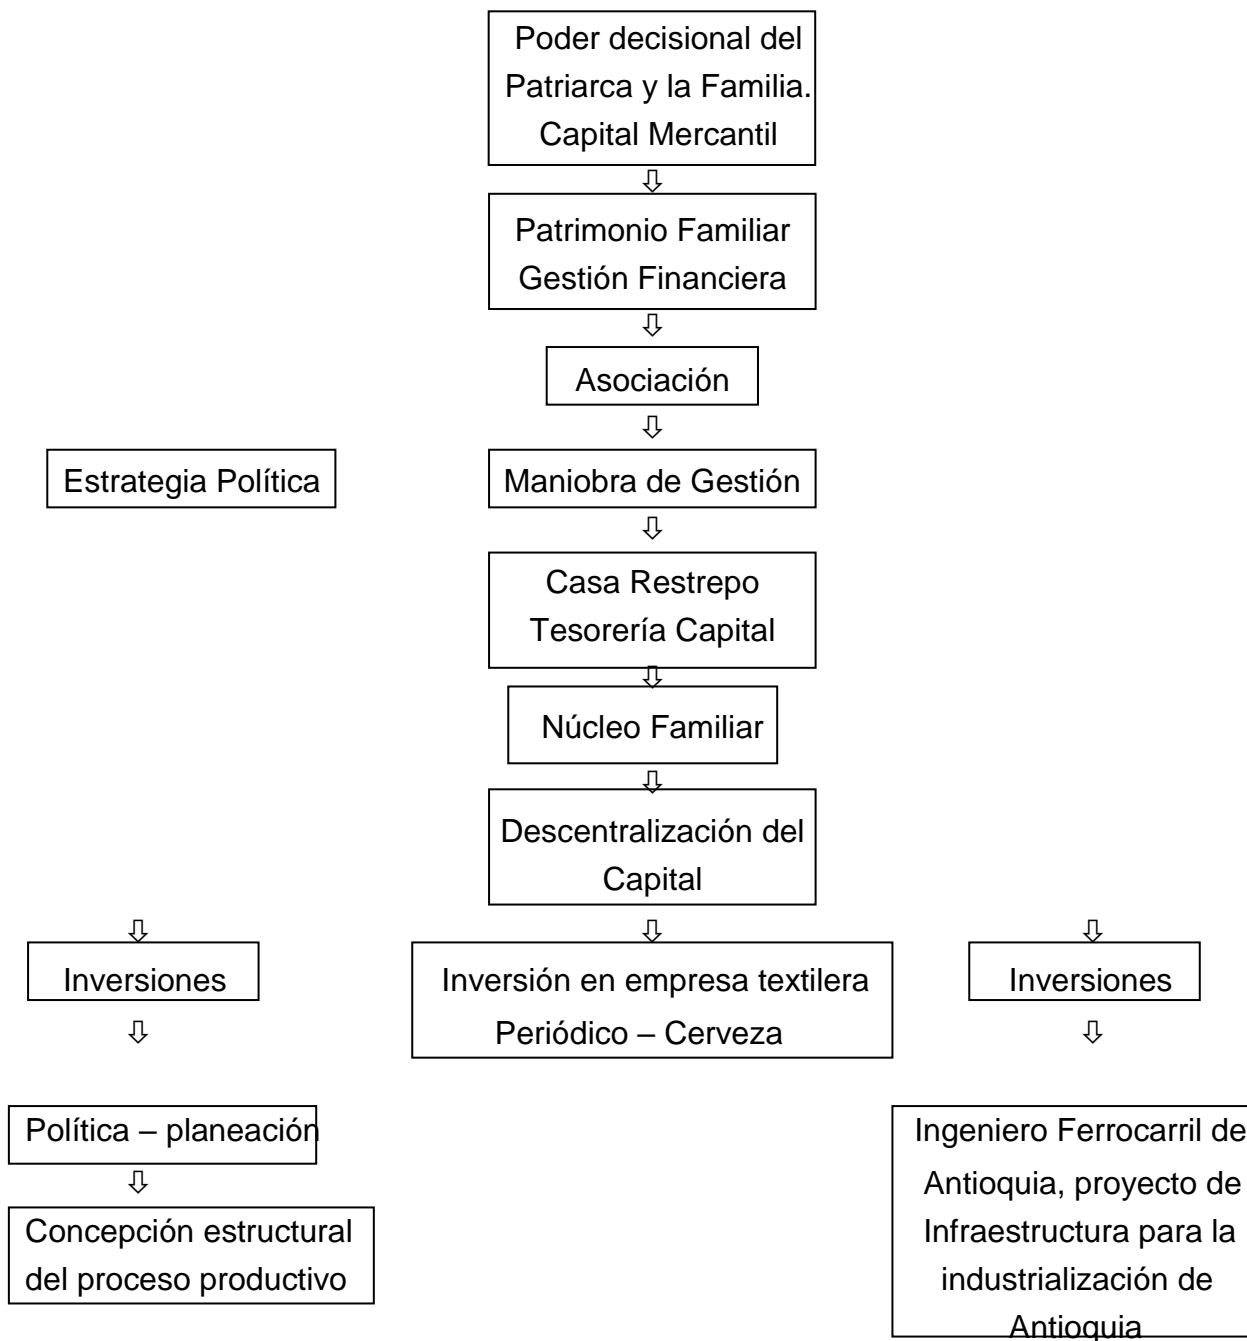 Poder decisional del
Patriarca y la Familia.
Capital Mercantil
Patrimonio Familiar
Gestión Financiera
Asociación
Estrategia Política
Maniobra de Gestión
Casa Restrepo
Tesorería Capital
Núcleo Familiar
Descentralización del
Capital
Inversiones
Inversión en empresa textilera
Periódico – Cerveza
Inversiones
Política – planeación
Concepción estructural
del proceso productivo
Ingeniero Ferrocarril de
Antioquia, proyecto de
Infraestructura para la
industrialización de
Antioquia